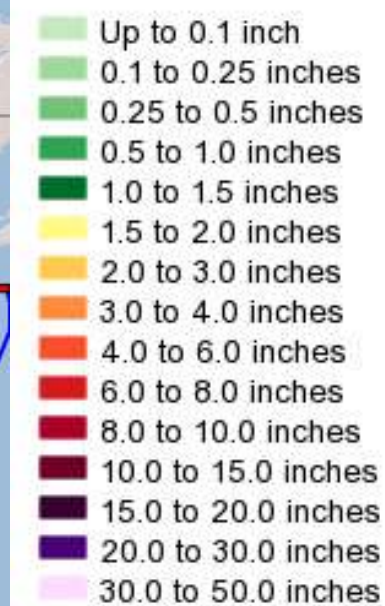 Up to 0.1 inch
0.1 to 0.25 inches
0.25 to 0.5 inches
0.5 to 1.0 inches
1.0 to 1.5 inches
1.5 to 2.0 inches
2.0 to 3.0 inches
3.0 to 4.0 inches
4.0 to 6.0 inches
6.0 to 8.0 inches
8.0 to 10.0 inches
10.0 to 15.0 inches
15.0 to 20.0 inches
20.0 to 30.0 inches
30.0 to 50.0 inches